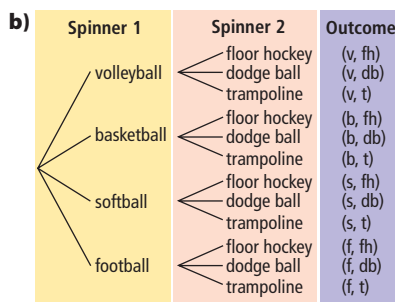 b) Spinner 1 Spinner 2 Outcome
floor hockey (v, fh)
volleyball dodge ball (v, db)
trampoline (v, t)
floor hockey (b, fh)
basketball dodge ball (b, db)
trampoline (b, t)
floor hockey (s, fh)
softball dodge ball (s, db)
trampoline (s, t)
floor hockey (f, fh)
football dodge ball (f, db)
trampoline (f, t)